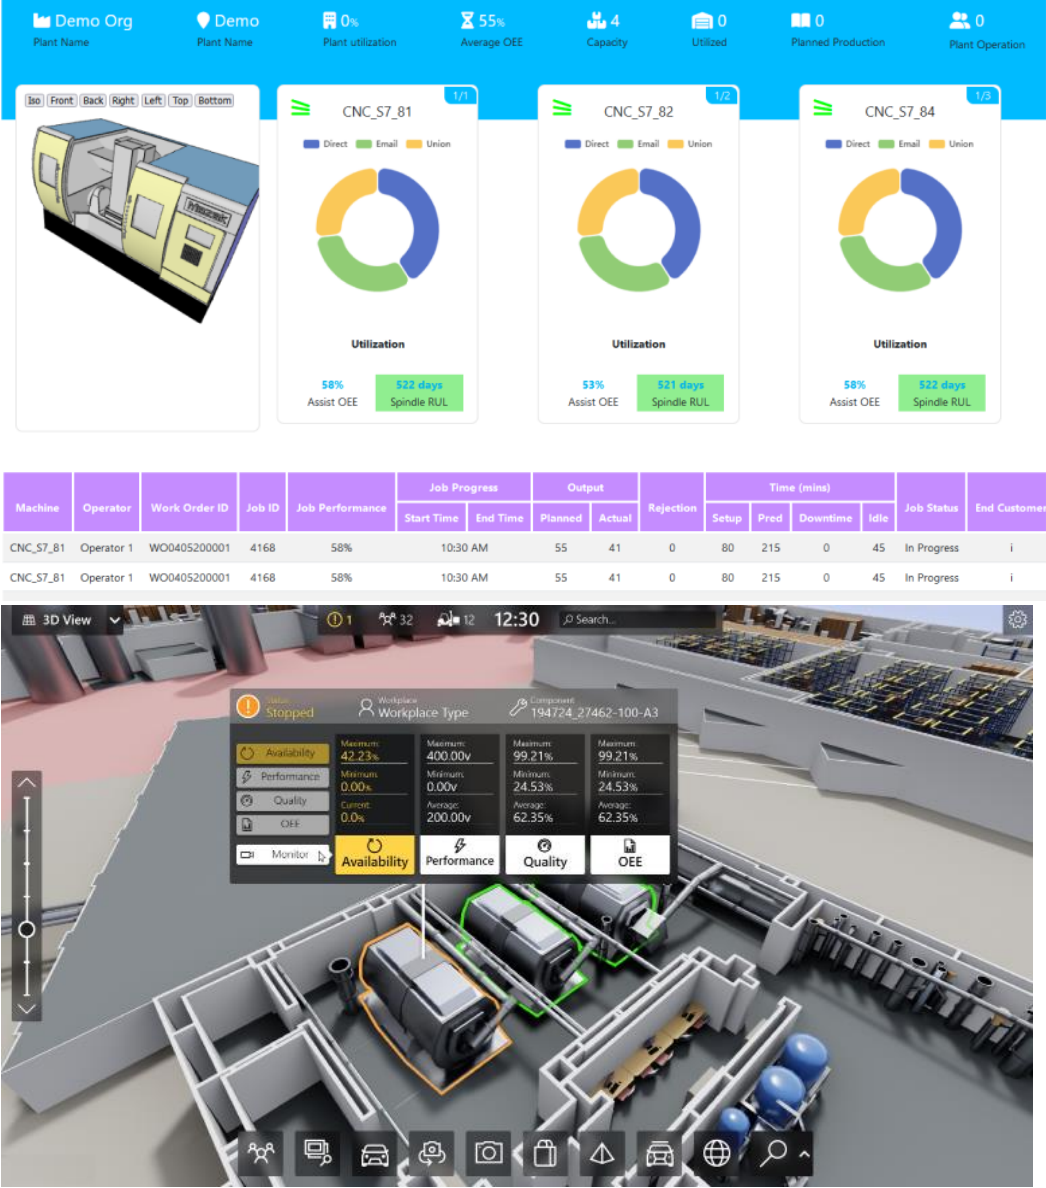 Demo Org
Plant Name
Demo
Plant Name
0%
Plant utilization
55%
Average OEE
4
Capacity
0
Utilized
0
Planned Production
0
Plant Operation
Iso Front Back Right Left Top Bottom
1/1
CNC_S7_81
Direct Email Union
Utilization
58% 522 days
Assist OEE Spindle RUL
1/2
CNC_S7_82
Direct Email Union
Utilization
53% 521 days
Assist OEE Spindle RUL
1/3
CNC_S7_84
Direct Email Union
Utilization
58% 522 days
Assist OEE Spindle RUL
Machine Operator Work Order ID Job ID Job Performance Job Progress Output Rejection Time (mins) Job Status End Customer
Start Time End Time Planned Actual Setup Pred Downtime Idle
CNC_S7_81 Operator 1 WO0405200001 4168 58% 10:30 AM 55 41 0 80 215 0 45 In Progress i
CNC_S7_81 Operator 1 WO0405200001 4168 58% 10:30 AM 55 41 0 80 215 0 45 In Progress i
3D View 1 32 12 12:30 Search...
Status
Stopped
Workplace
Workplace Type
Component
194724_27462-100-A3
Availability
Performance
Quality
OEE
Monitor
Maximum:
42.23%
Minimum:
0.00%
Current:
0.0%
Availability
Maximum:
400.00v
Minimum:
0.00v
Average:
200.00v
Performance
Maximum:
99.21%
Minimum:
24.53%
Average:
62.35%
Quality
Maximum:
99.21%
Minimum:
24.53%
Average:
62.35%
OEE